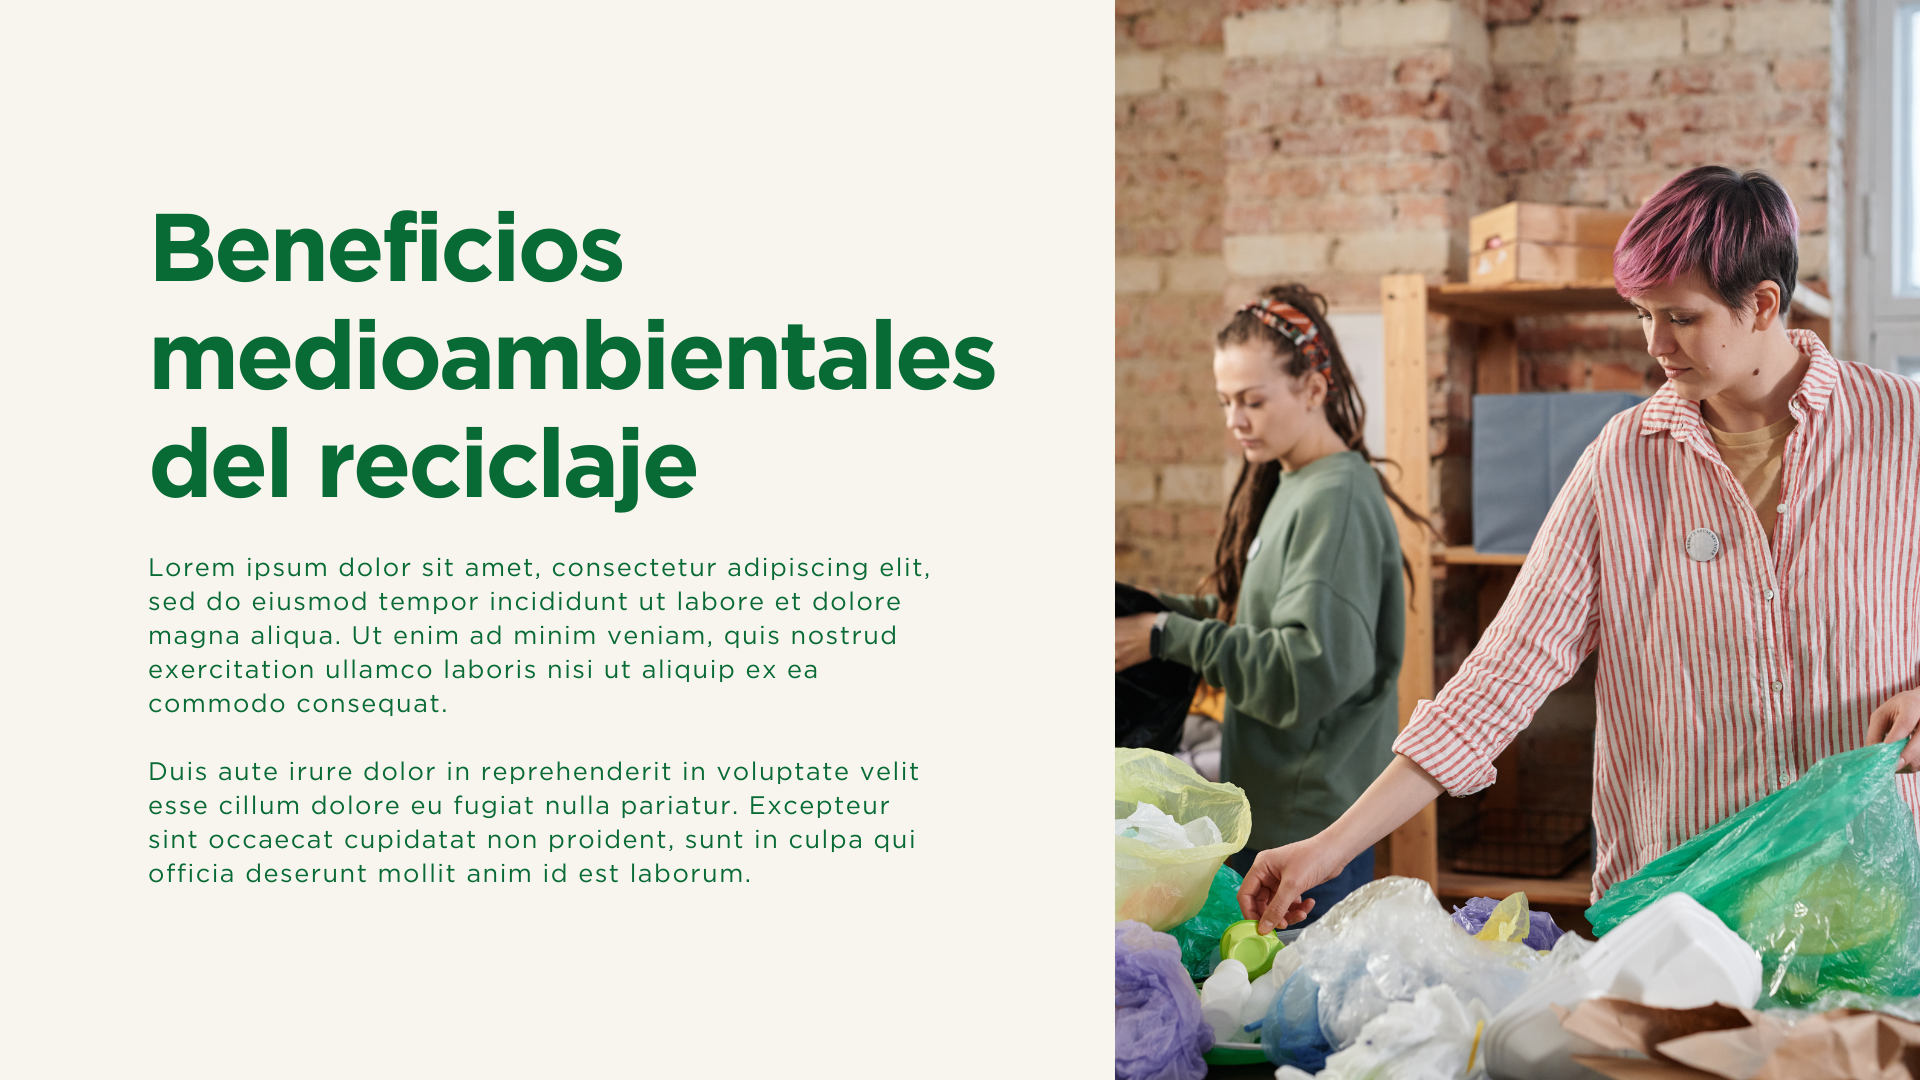 Beneficios
medioambientales
del reciclaje
Lorem ipsum dolor sit amet, consectetur adipiscing elit,
sed do eiusmod tempor incididunt ut labore et dolore
magna aliqua. Ut enim ad minim veniam, quis nostrud
exercitation ullamco laboris nisi ut aliquip ex ea
commodo consequat.
Duis aute irure dolor in reprehenderit in voluptate velit
esse cillum dolore eu fugiat nulla pariatur. Excepteur
sint occaecat cupidatat non proident, sunt in culpa qui
officia deserunt mollit anim id est laborum.